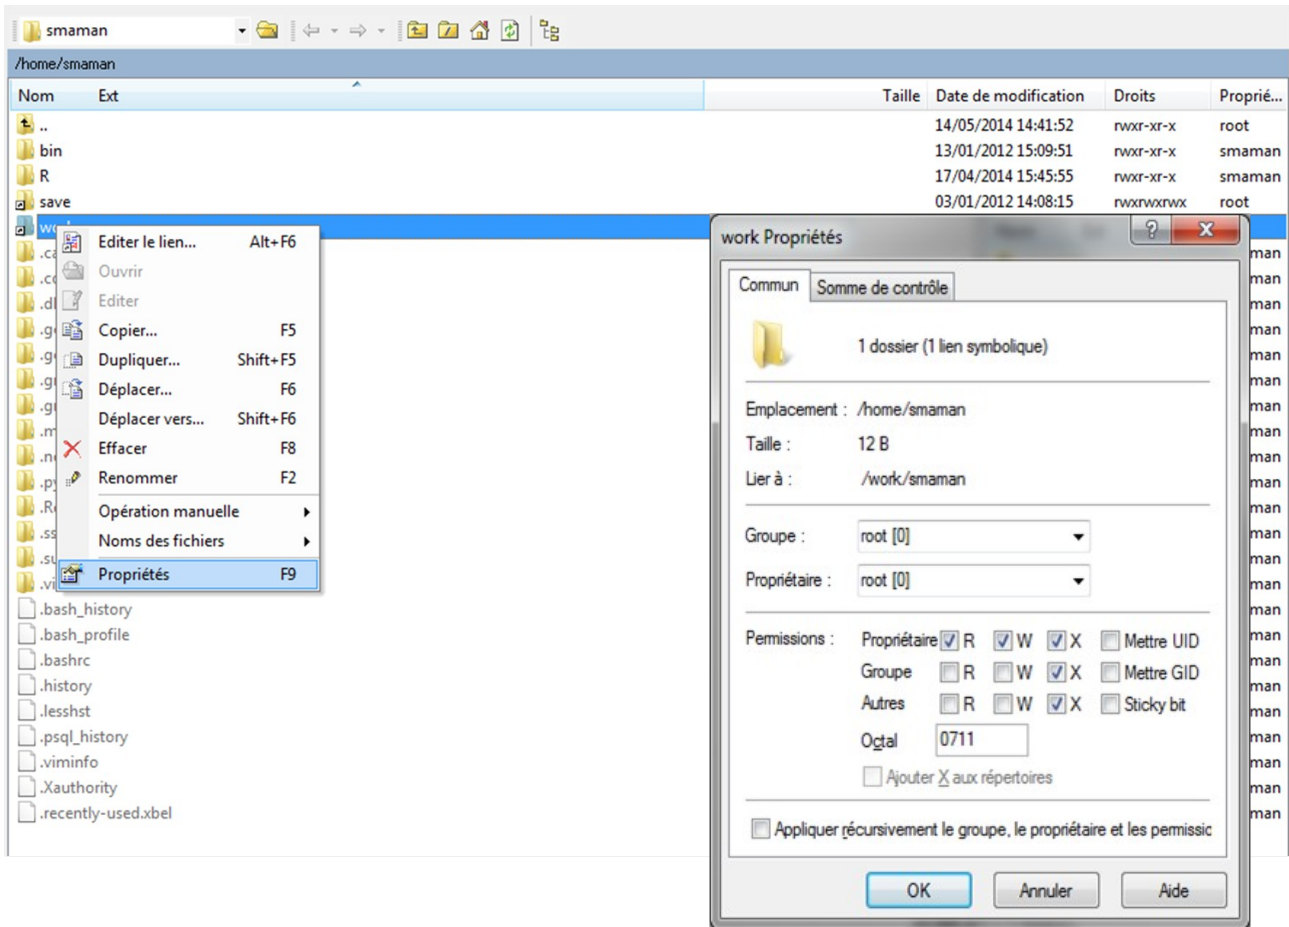 smaman
/home/smaman
Nom Ext Taille Date de modification Droits Proprié...
.. 14/05/2014 14:41:52 rwxr-xr-x root
bin 13/01/2012 15:09:51 rwxr-xr-x smaman
R 17/04/2014 15:45:55 rwxr-xr-x smaman
save 03/01/2012 14:08:15 rwxrwxrwx root
Editer le lien... Alt+F6
Ouvrir
Editer
Copier... F5
Dupliquer... Shift+F5
Déplacer... F6
Déplacer vers... Shift+F6
Effacer F8
Renommer F2
Opération manuelle
Noms des fichiers
Propriétés F9
.bash_history
.bash_profile
.bashrc
.history
.lesshst
.psql_history
.viminfo
.Xauthority
.recently-used.xbel
work Propriétés
Commun Somme de contrôle
1 dossier (1 lien symbolique)
Emplacement : /home/smaman
Taille : 12 B
Lier à : /work/smaman
Groupe : root [0]
Propriétaire : root [0]
Permissions : Propriétaire R W X Mettre UID
Groupe R W X Mettre GID
Autres R W X Sticky bit
Octal 0711
Ajouter X aux répertoires
Appliquer récursivement le groupe, le propriétaire et les permissic
OK Annuler Aide